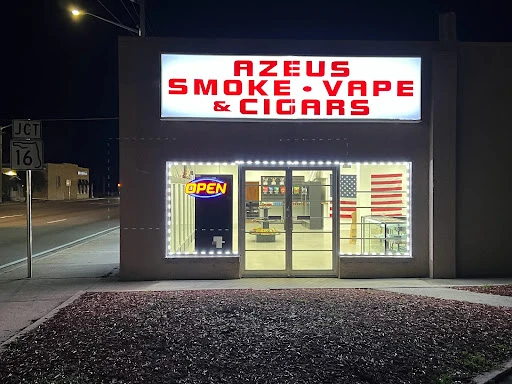 AZEUS
SMOKE • VAPE
& CIGARS
JCT
16
OPEN